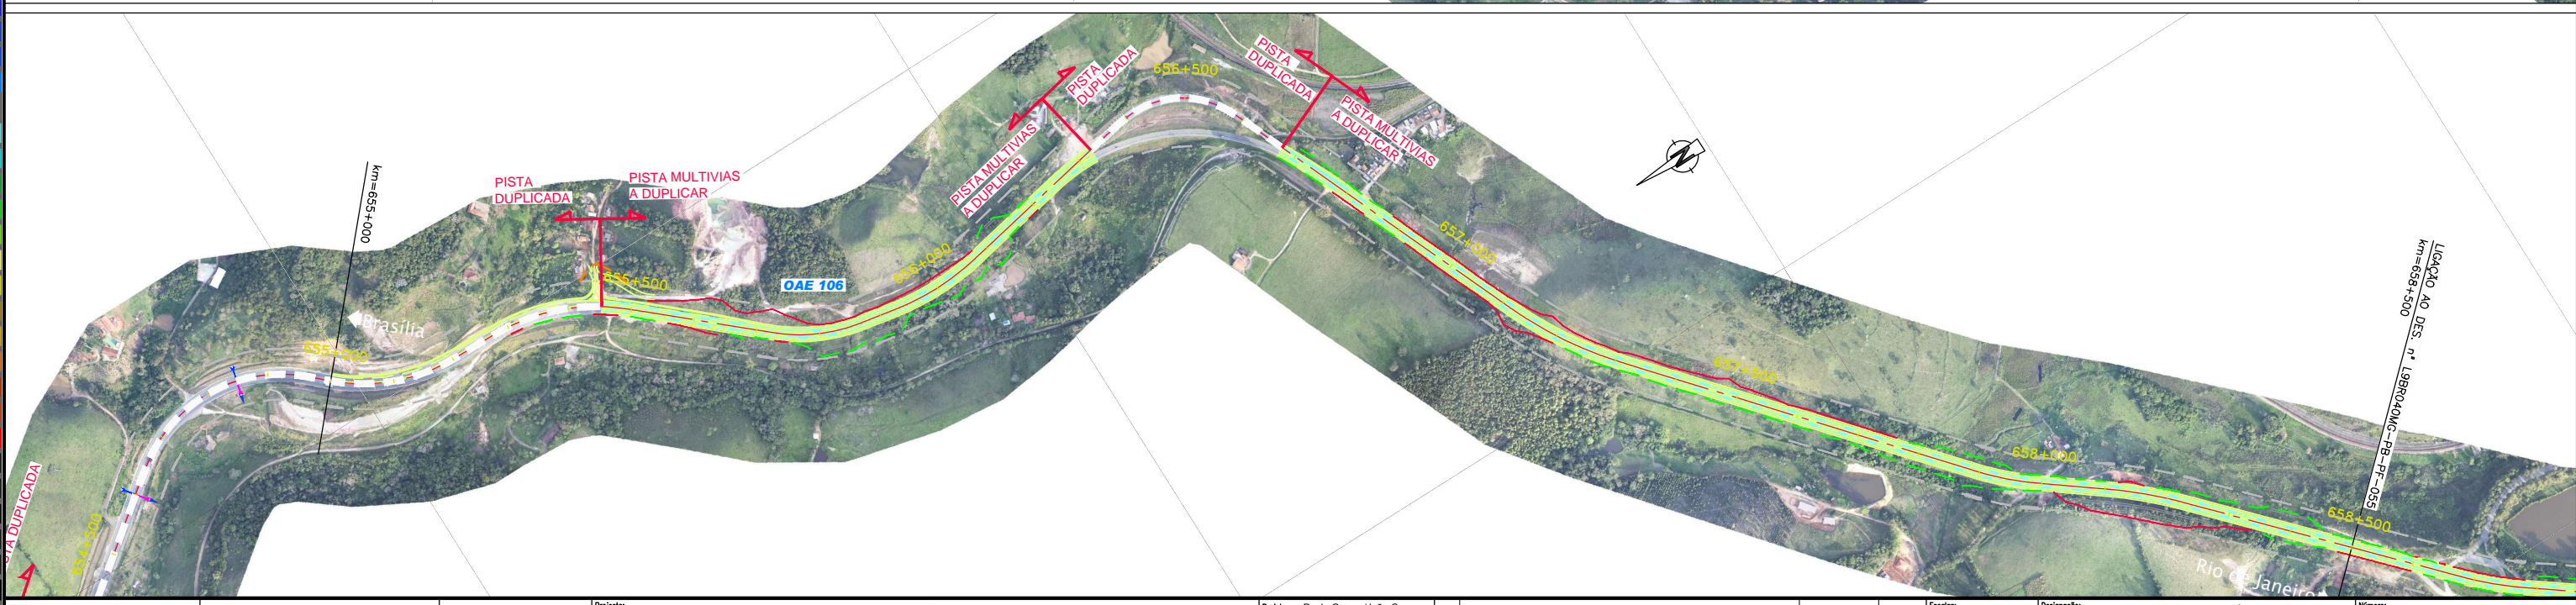 PISTA DUPLICADA
654+500
km=655+000
655+000
Brasília
PISTA
DUPLICADA
PISTA MULTIVIAS
A DUPLICAR
655+500
OAE 106
656+000
PISTA MULTIVIAS
A DUPLICAR
PISTA
DUPLICADA
656+500
PISTA
DUPLICADA
PISTA MULTIVIAS
A DUPLICAR
N
657+000
657+500
658+000
658+500
km=658+500
LIGAÇÃO AO DES. nº L9BR040MG-PB-PF-055
Rio de Janeiro